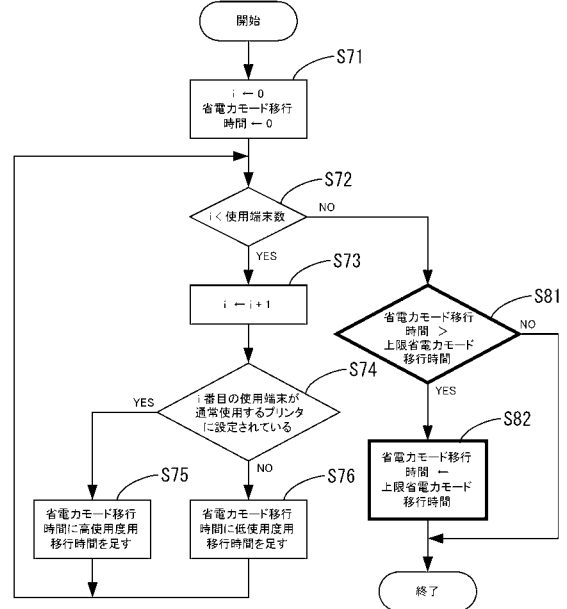 開始
S71
i ← 0
省電力モード移行
時間 ← 0
S72
i < 使用端末数
NO
YES
S73
i ← i + 1
S81
省電力モード移行
時間 >
上限省電力モード
移行時間
NO
YES
S74
i 番目の使用端末が
通常使用するプリンタ
に設定されている
YES
NO
S82
省電力モード移行
時間 ←
上限省電力モード
移行時間
S75
省電力モード移行
時間に高使用度用
移行時間を足す
S76
省電力モード移行
時間に低使用度用
移行時間を足す
終了